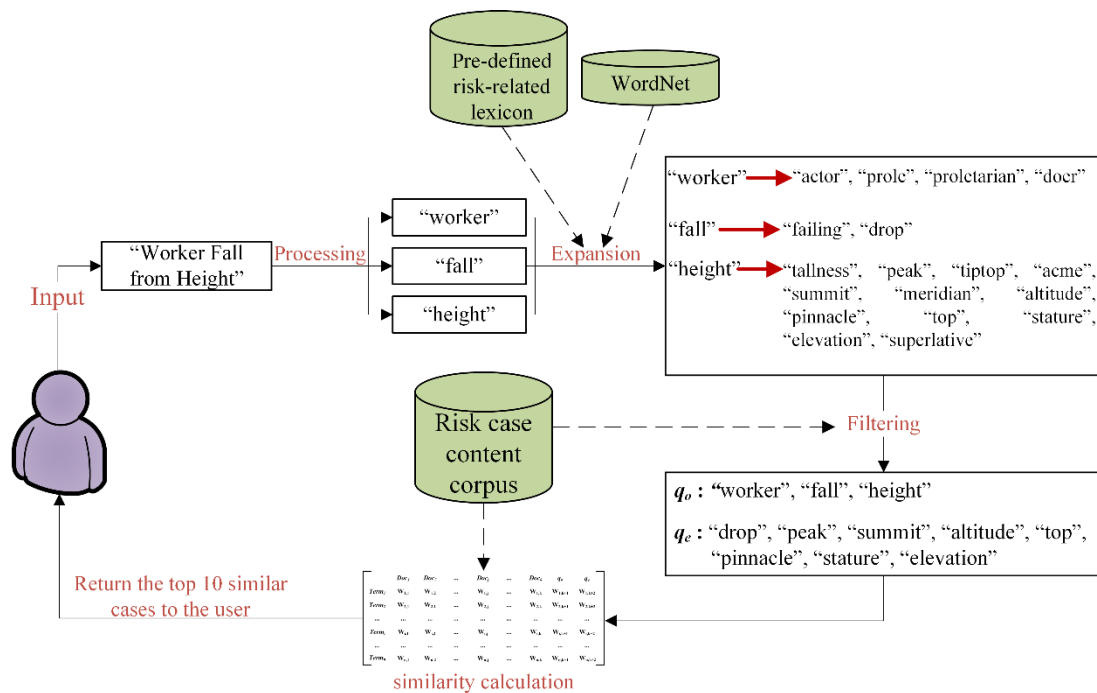 Pre-defined
risk-related
lexicon
WordNet
"worker"
"actor", "prole", "proletarian", "doer"
"fall"
"failing", "drop"
"height"
"tallness", "peak", "tiptop", "acme",
"summit", "meridian", "altitude",
"pinnacle", "top", "stature",
"elevation", "superlative"
Input
"Worker Fall
from Height"
Processing
"worker"
"fall"
"height"
Expansion
Risk case
content
corpus
Filtering
qo : "worker", "fall", "height"
qe : "drop", "peak", "summit", "altitude", "top",
"pinnacle", "stature", "elevation"
Return the top 10 similar
cases to the user
similarity calculation